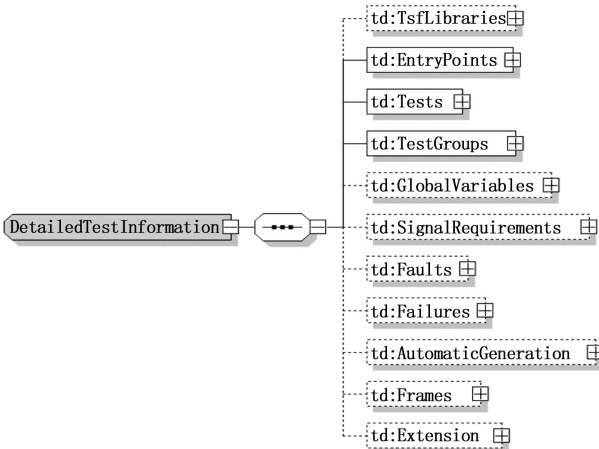 td:TsfLibraries
td:EntryPoints
td:Tests
td:TestGroups
td:GlobalVariables
DetailedTestInformation
td:SignalRequirements
td:Faults
td:Failures
td:AutomaticGeneration
td:Frames
td:Extension